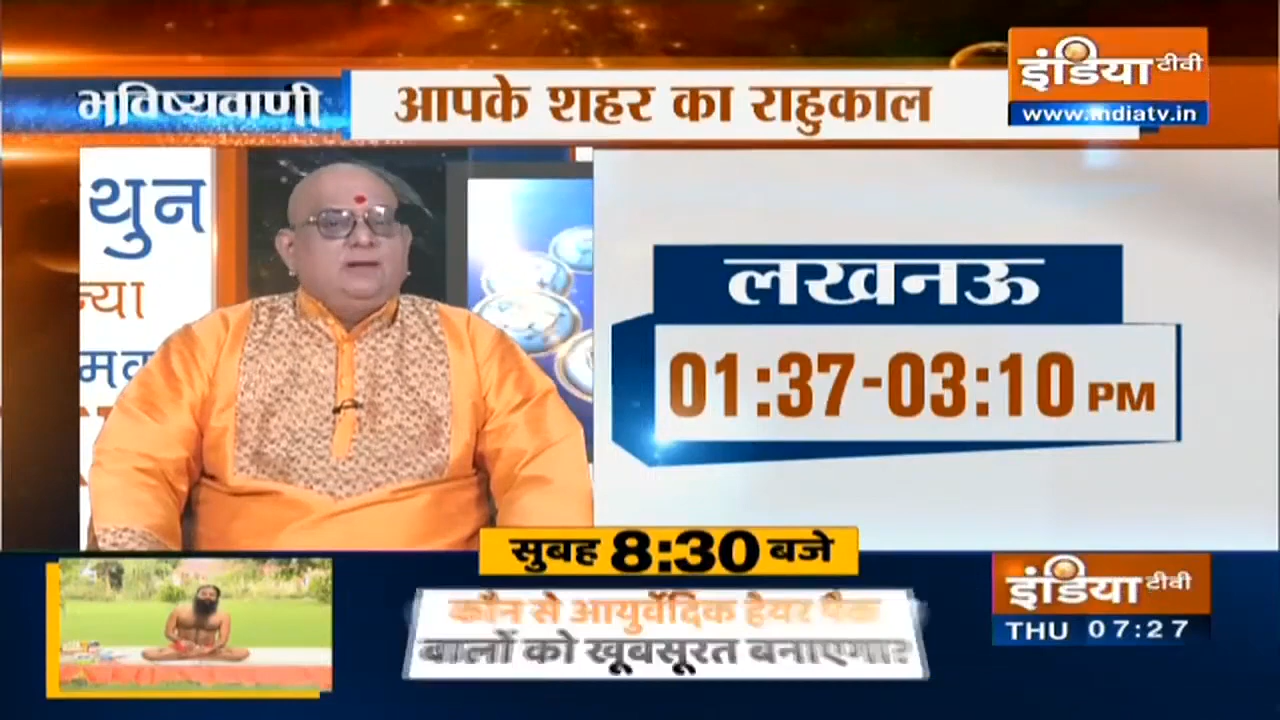 भविष्यवाणी
आपके शहर का राहुकाल
इंडिया टीवी
www.indiatv.in
थुन
न्या
मक
लखनऊ
01:37-03:10 PM
सुबह 8:30 बजे
कौन से आयुर्वेदिक हेयर पैक
बालों को खूबसूरत बनाएगा?
इंडिया टीवी
THU 07:27